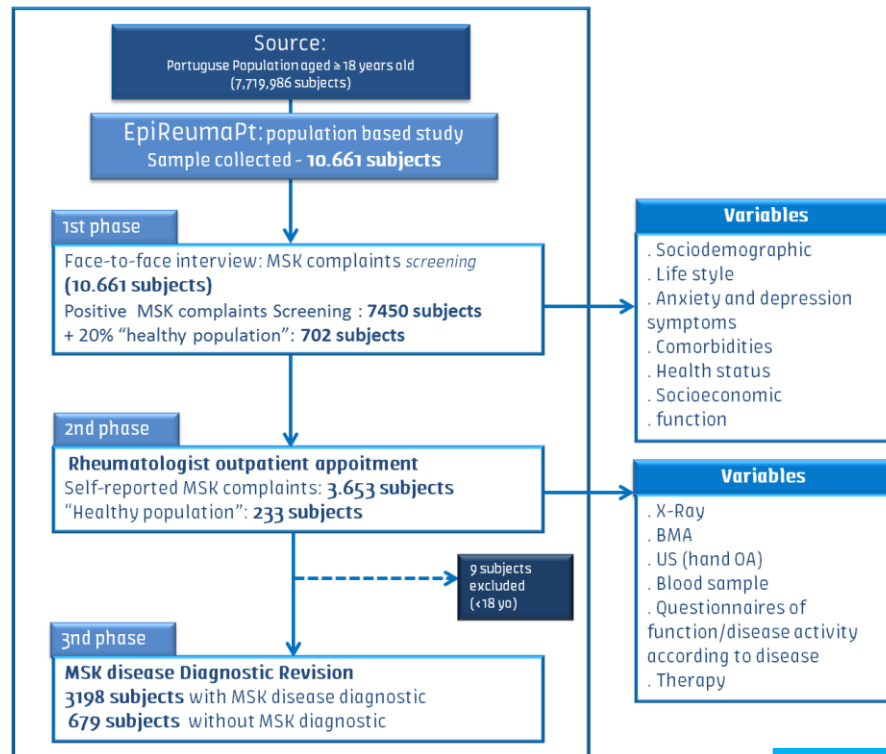 Source:
Portuguse Population aged ≥ 18 years old
(7,719,986 subjects)
EpiReumaPt: population based study
Sample collected - 10.661 subjects
1st phase
Face-to-face interview: MSK complaints screening
(10.661 subjects)
Positive MSK complaints Screening : 7450 subjects
+ 20% “healthy population”: 702 subjects
Variables
. Sociodemographic
. Life style
. Anxiety and depression
symptoms
. Comorbidities
. Health status
. Socioeconomic
. function
2nd phase
Rheumatologist outpatient appoitment
Self-reported MSK complaints: 3.653 subjects
“Healthy population”: 233 subjects
Variables
. X-Ray
. BMA
. US (hand OA)
. Blood sample
. Questionnaires of
function/disease activity
according to disease
. Therapy
9 subjects
excluded
(<18 yo)
3nd phase
MSK disease Diagnostic Revision
3198 subjects with MSK disease diagnostic
679 subjects without MSK diagnostic